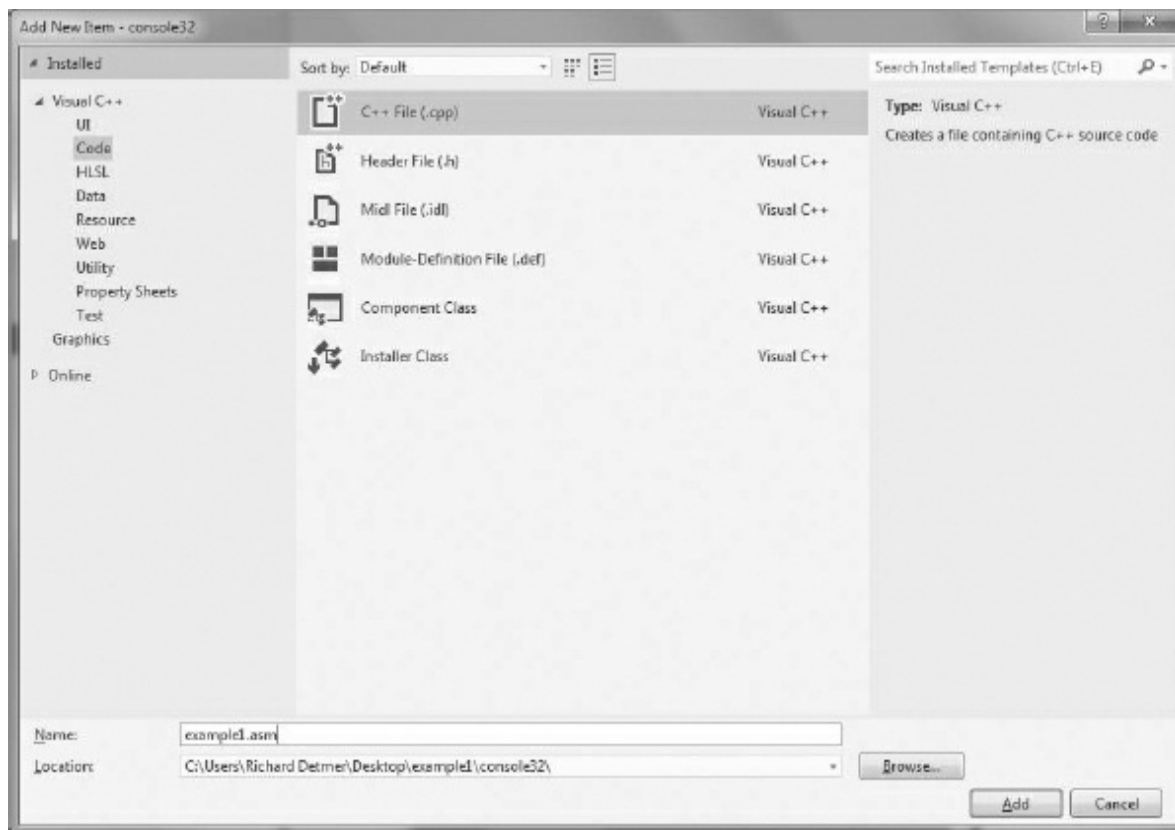 Add New Item - console32
Installed
Visual C++
UI
Code
HLSL
Data
Resource
Web
Utility
Property Sheets
Test
Graphics
Online
Sort by: Default
C++ File (.cpp) Visual C++
Header File (.h) Visual C++
Midl File (.idl) Visual C++
Module-Definition File (.def) Visual C++
Component Class Visual C++
Installer Class Visual C++
Search Installed Templates (Ctrl+E)
Type: Visual C++
Creates a file containing C++ source code
Name: example1.asm
Location: C:\Users\Richard Detmer\Desktop\example1\console32\
Browse...
Add Cancel